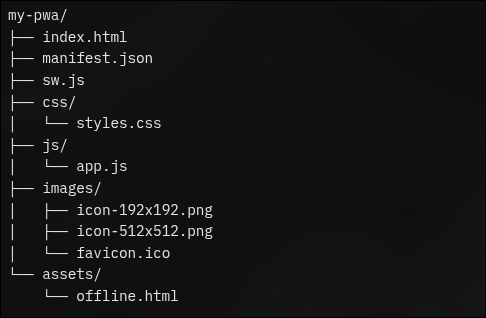 my-pwa/
├── index.html
├── manifest.json
├── sw.js
├── css/
│   └── styles.css
├── js/
│   └── app.js
├── images/
│   ├── icon-192x192.png
│   ├── icon-512x512.png
│   └── favicon.ico
└── assets/
    └── offline.html